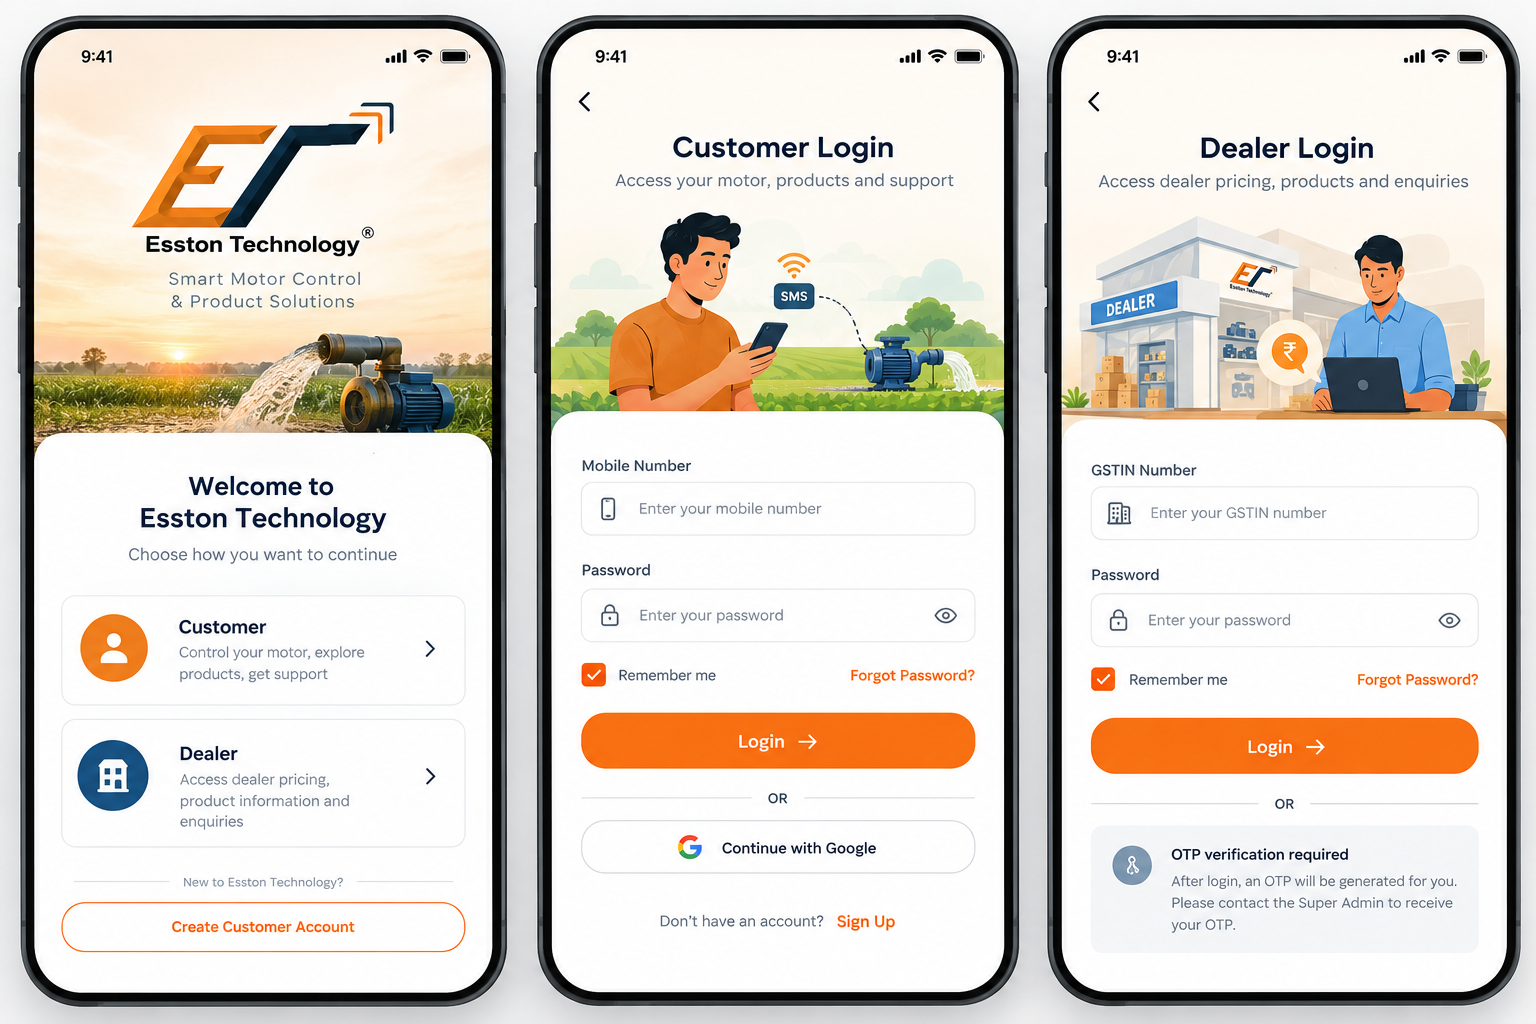 9:41
Esston Technology®
Smart Motor Control
& Product Solutions
Welcome to
Esston Technology
Choose how you want to continue
Customer
Control your motor, explore
products, get support
Dealer
Access dealer pricing,
product information and
enquiries
New to Esston Technology?
Create Customer Account
9:41
Customer Login
Access your motor, products and support
SMS
Mobile Number
Enter your mobile number
Password
Enter your password
Remember me
Forgot Password?
Login
OR
Continue with Google
Don't have an account? Sign Up
9:41
Dealer Login
Access dealer pricing, products and enquiries
DEALER
Esston Technology
₹
GSTIN Number
Enter your GSTIN number
Password
Enter your password
Remember me
Forgot Password?
Login
OR
OTP verification required
After login, an OTP will be generated for you.
Please contact the Super Admin to receive
your OTP.